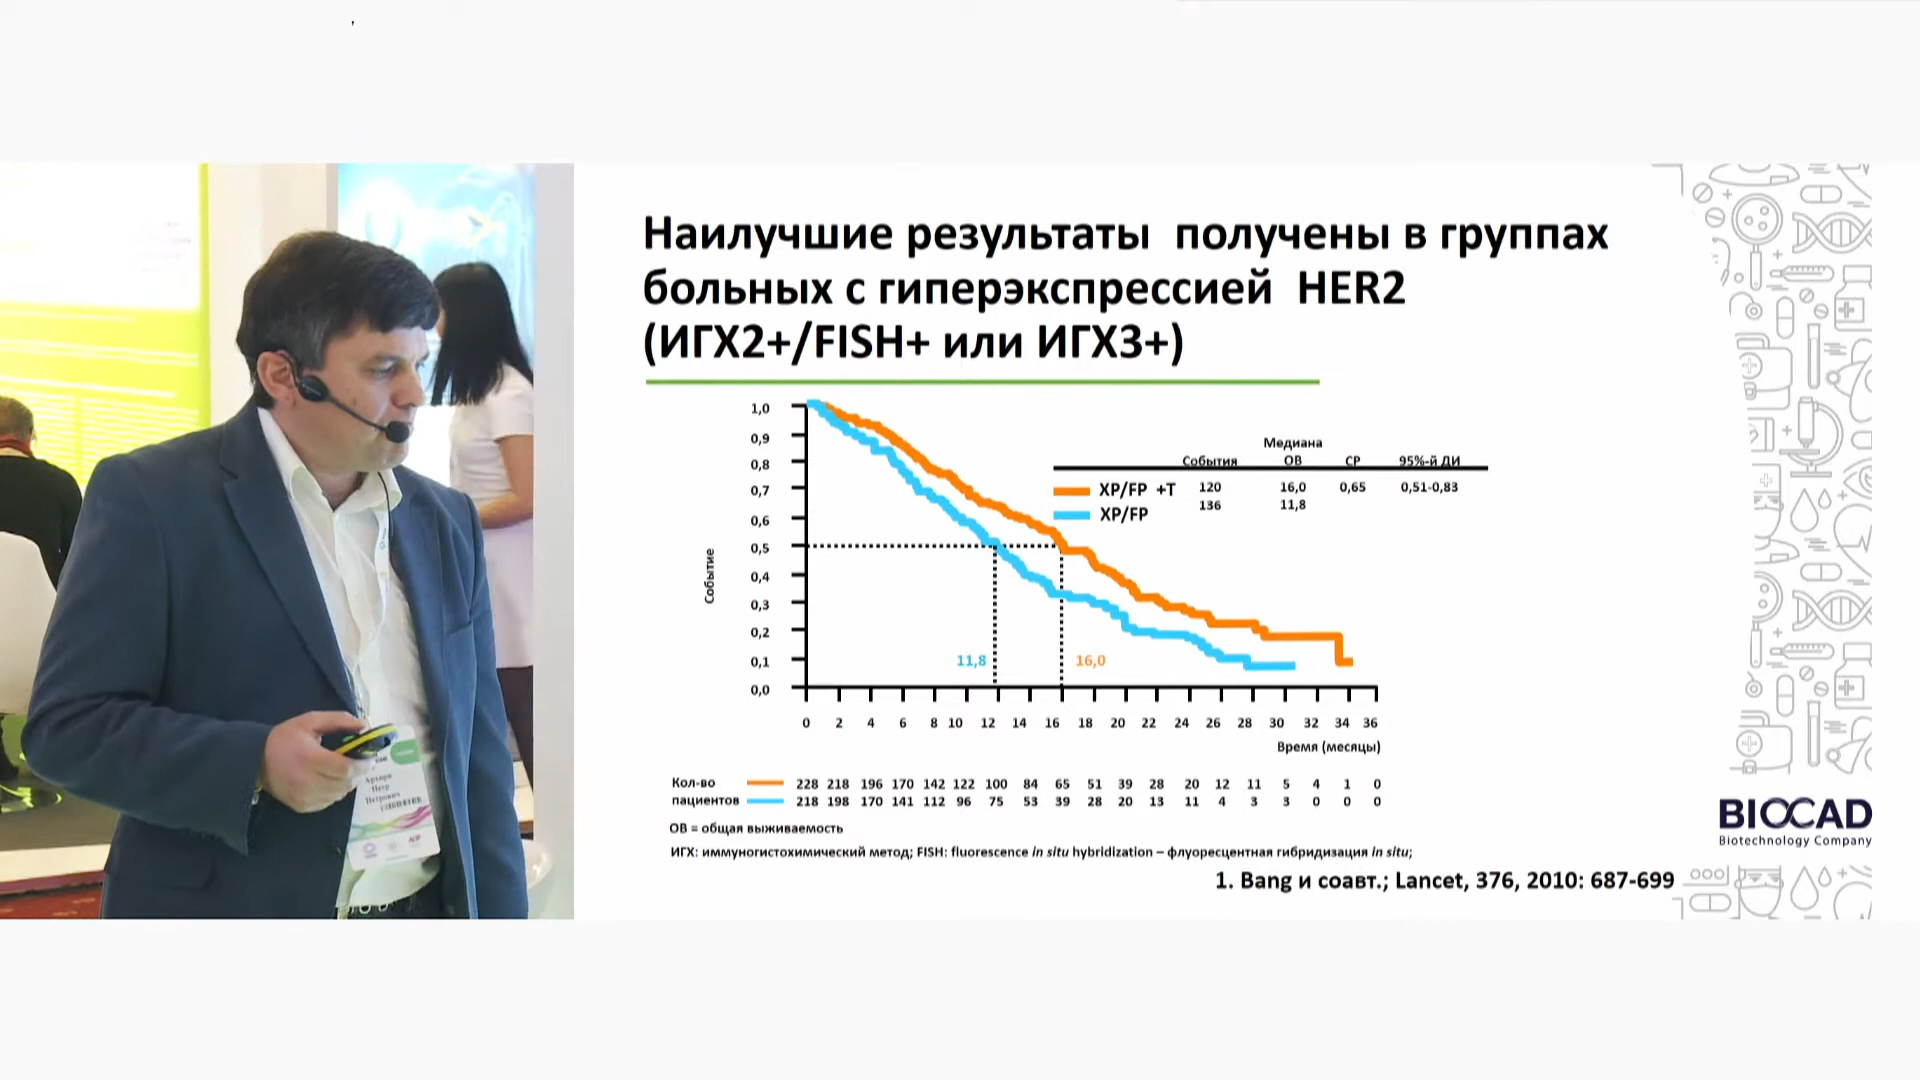 Наилучшие результаты получены в группах
больных с гиперэкспрессией HER2
(ИГХ2+/FISH+ или ИГХ3+)
Событие
1,0
0,9
0,8
0,7
0,6
0,5
0,4
0,3
0,2
0,1
0,0
Медиана
События ОВ СР 95%-й ДИ
XP/FP +T 120 16,0 0,65 0,51-0,83
XP/FP 136 11,8
11,8 16,0
0 2 4 6 8 10 12 14 16 18 20 22 24 26 28 30 32 34 36
Время (месяцы)
Кол-во 228 218 196 170 142 122 100 84 65 51 39 28 20 12 11 5 4 1 0
пациентов 218 198 170 141 112 96 75 53 39 28 20 13 11 4 3 3 0 0 0
ОВ = общая выживаемость
ИГХ: иммуногистохимический метод; FISH: fluorescence in situ hybridization – флуоресцентная гибридизация in situ;
1. Bang и соавт.; Lancet, 376, 2010: 687-699
BIOCAD
Biotechnology Company
Петр
Петрович